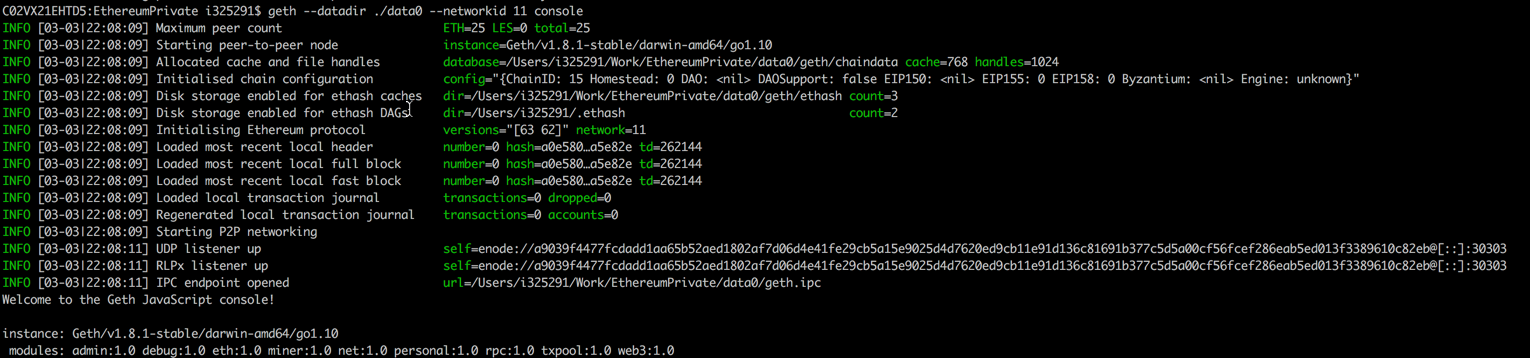 C02VX21EHTD5:EthereumPrivate i325291$ geth --datadir ./data0 --networkid 11 console
INFO [03-03|22:08:09] Maximum peer count                       ETH=25 LES=0 total=25
INFO [03-03|22:08:09] Starting peer-to-peer node               instance=Geth/v1.8.1-stable/darwin-amd64/go1.10
INFO [03-03|22:08:09] Allocated cache and file handles         database=/Users/i325291/Work/EthereumPrivate/data0/geth/chaindata cache=768 handles=1024
INFO [03-03|22:08:09] Initialised chain configuration          config="{ChainID: 15 Homestead: 0 DAO: <nil> DAOSupport: false EIP150: <nil> EIP155: 0 EIP158: 0 Byzantium: <nil> Engine: unknown}"
INFO [03-03|22:08:09] Disk storage enabled for ethash caches   dir=/Users/i325291/Work/EthereumPrivate/data0/geth/ethash count=3
INFO [03-03|22:08:09] Disk storage enabled for ethash DAGs     dir=/Users/i325291/.ethash                                count=2
INFO [03-03|22:08:09] Initialising Ethereum protocol           versions="[63 62]" network=11
INFO [03-03|22:08:09] Loaded most recent local header          number=0 hash=a0e580…a5e82e td=262144
INFO [03-03|22:08:09] Loaded most recent local full block      number=0 hash=a0e580…a5e82e td=262144
INFO [03-03|22:08:09] Loaded most recent local fast block      number=0 hash=a0e580…a5e82e td=262144
INFO [03-03|22:08:09] Loaded local transaction journal         transactions=0 dropped=0
INFO [03-03|22:08:09] Regenerated local transaction journal    transactions=0 accounts=0
INFO [03-03|22:08:09] Starting P2P networking
INFO [03-03|22:08:11] UDP listener up                          self=enode://a9039f4477fcdadd1aa65b52aed1802af7d06d4e41fe29cb5a15e9025d4d7620ed9cb11e91d136c81691b377c5d5a00cf56fcef286eab5ed013f3389610c82eb@[::]:30303
INFO [03-03|22:08:11] RLPx listener up                         self=enode://a9039f4477fcdadd1aa65b52aed1802af7d06d4e41fe29cb5a15e9025d4d7620ed9cb11e91d136c81691b377c5d5a00cf56fcef286eab5ed013f3389610c82eb@[::]:30303
INFO [03-03|22:08:11] IPC endpoint opened                      url=/Users/i325291/Work/EthereumPrivate/data0/geth.ipc
Welcome to the Geth JavaScript console!
instance: Geth/v1.8.1-stable/darwin-amd64/go1.10
modules: admin:1.0 debug:1.0 eth:1.0 miner:1.0 net:1.0 personal:1.0 rpc:1.0 txpool:1.0 web3:1.0